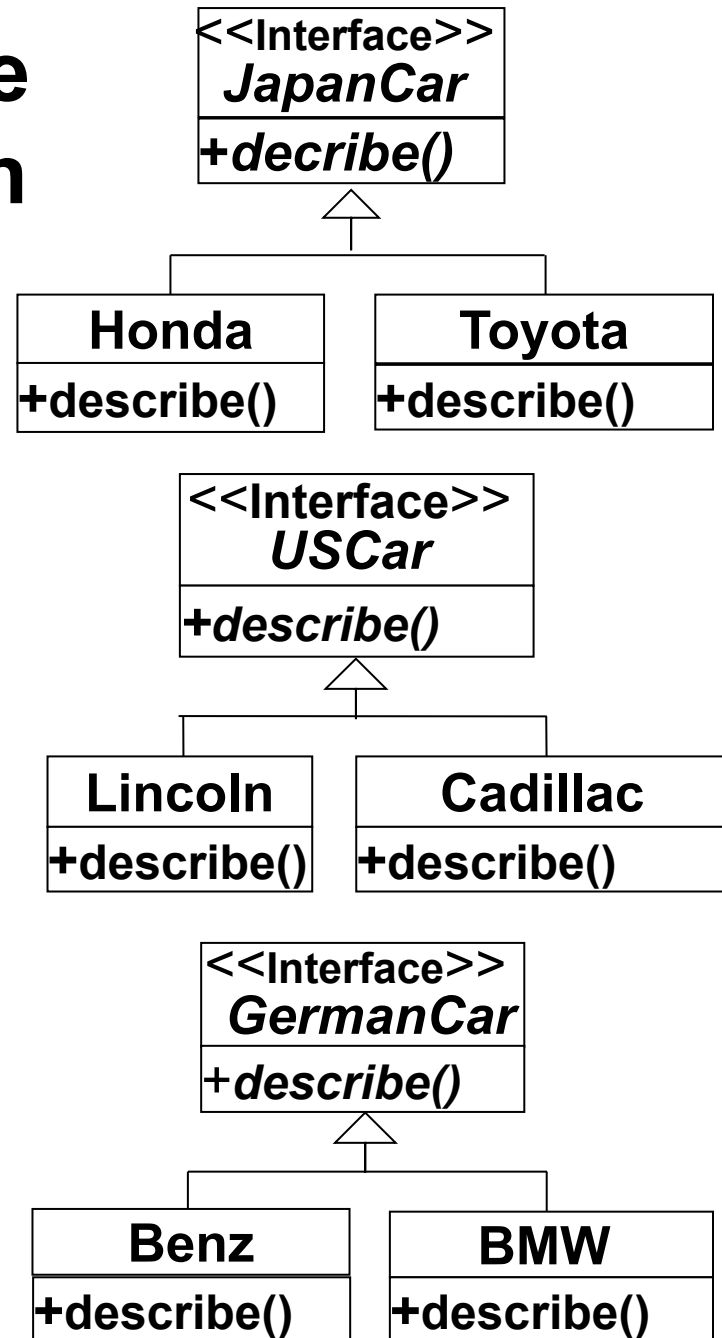 e
n
<<Interface>>
JapanCar
+decribe()
Honda
Toyota
+describe()
+describe()
<<Interface>>
USCar
+describe()
Lincoln
Cadillac
+describe()
+describe()
<<Interface>>
GermanCar
+describe()
Benz
BMW
+describe()
+describe()